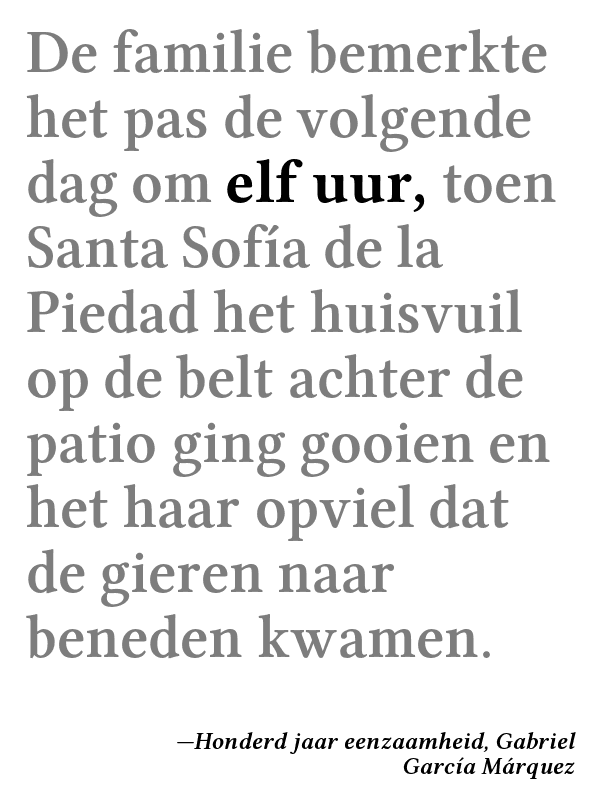 De familie bemerkte
het pas de volgende
dag om elf uur, toen
Santa Sofía de la
Piedad het huisvuil
op de belt achter de
patio ging gooien en
het haar opviel dat
de gieren naar
beneden kwamen.
—Honderd jaar eenzaamheid, Gabriel
García Márquez